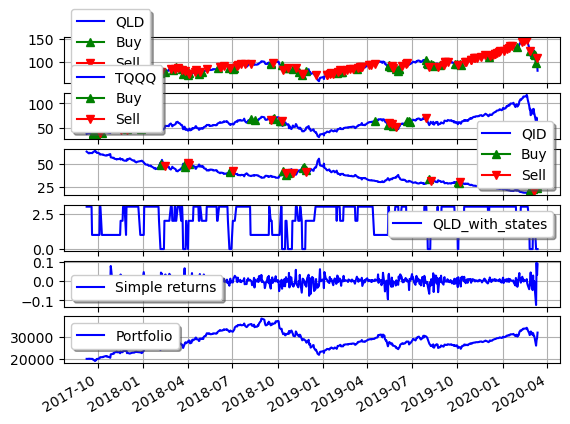 QLD
Buy
Sell
150
100
TQQQ
Buy
Sell
100
50
QID
Buy
Sell
50
25
QLD_with_states
2.5
0.0
Simple returns
0.1
0.0
−0.1
Portfolio
30000
20000
2017-10
2018-01
2018-04
2018-07
2018-10
2019-01
2019-04
2019-07
2019-10
2020-01
2020-04